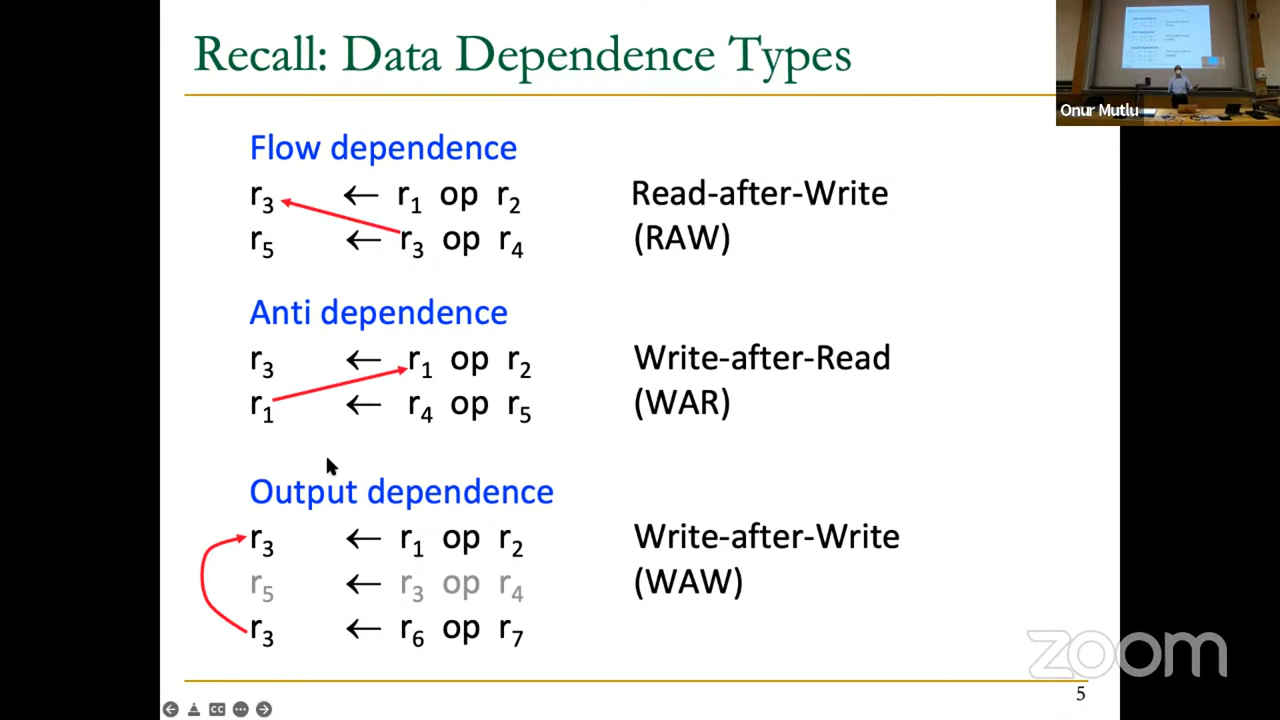 Recall: Data Dependence Types
Onur Mutlu
Flow dependence
r₃ ← r₁ op r₂ Read-after-Write
r₅ ← r₃ op r₄ (RAW)
Anti dependence
r₃ ← r₁ op r₂ Write-after-Read
r₁ ← r₄ op r₅ (WAR)
Output dependence
r₃ ← r₁ op r₂ Write-after-Write
r₅ ← r₃ op r₄ (WAW)
r₃ ← r₆ op r₇
zoom
5
CC